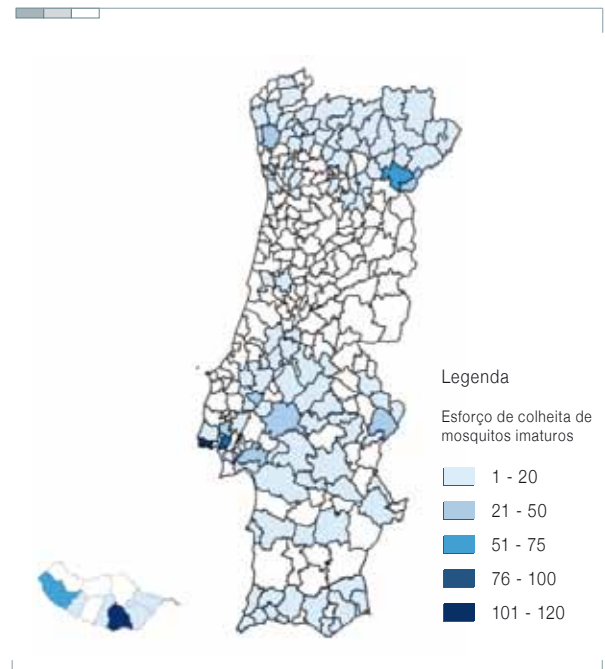 Legenda
Esforço de colheita de
mosquitos imaturos
1 - 20
21 - 50
51 - 75
76 - 100
101 - 120